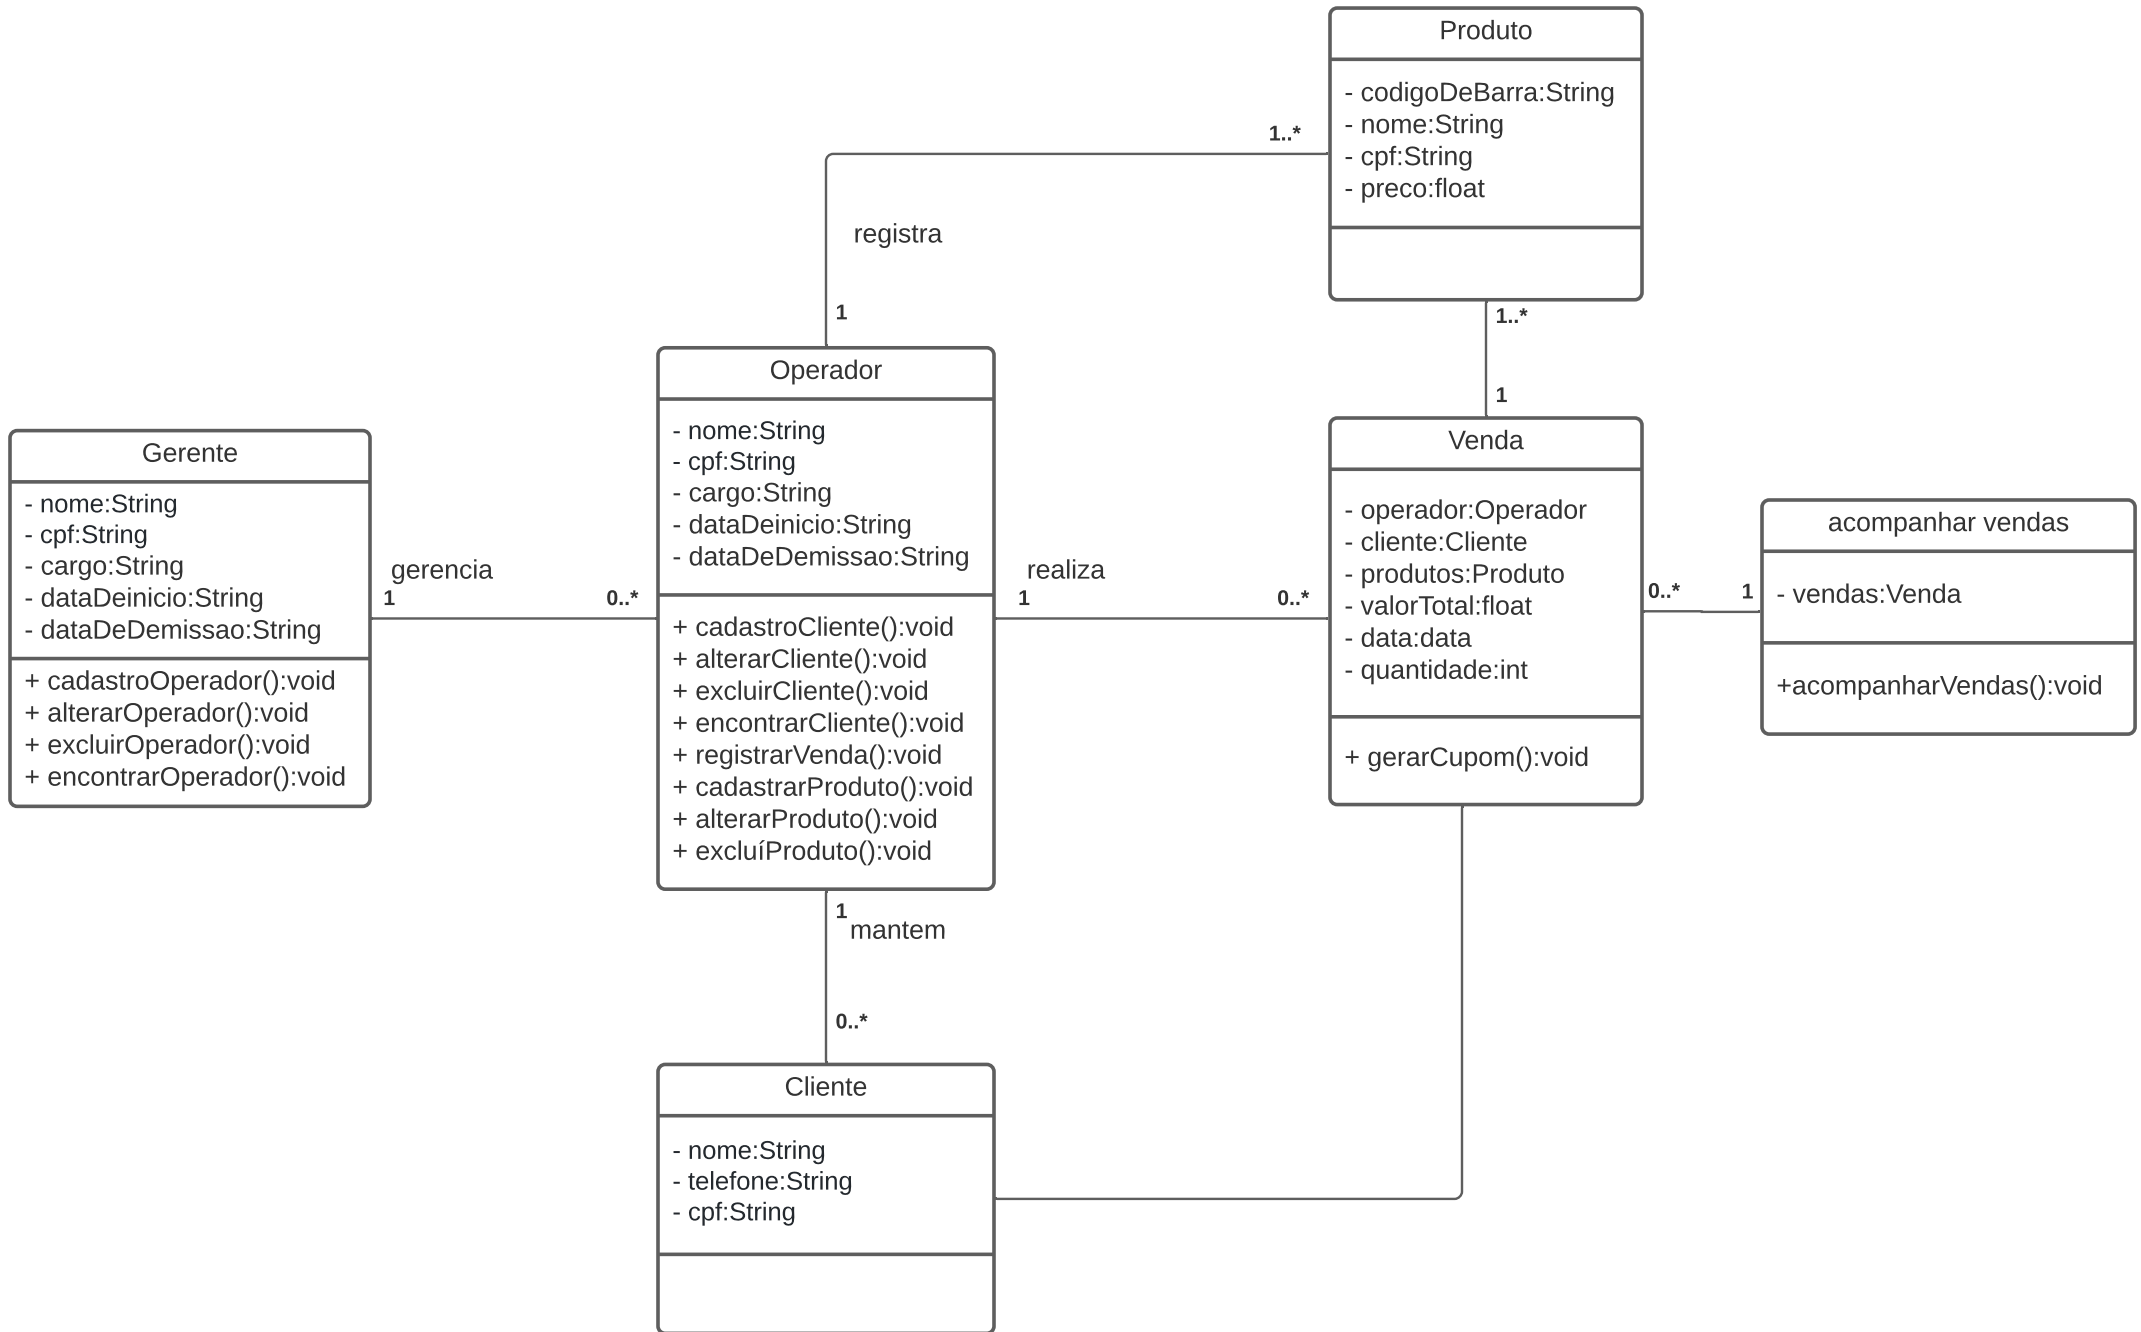 Produto
- codigoDeBarra:String
- nome:String
- cpf:String
- preco:float
1..*
registra
1
1..*
1
Operador
- nome:String
- cpf:String
- cargo:String
- dataDeinicio:String
- dataDeDemissao:String
+ cadastroCliente():void
+ alterarCliente():void
+ excluirCliente():void
+ encontrarCliente():void
+ registrarVenda():void
+ cadastrarProduto():void
+ alterarProduto():void
+ excluíProduto():void
Gerente
- nome:String
- cpf:String
- cargo:String
- dataDeinicio:String
- dataDeDemissao:String
+ cadastroOperador():void
+ alterarOperador():void
+ excluirOperador():void
+ encontrarOperador():void
gerencia
1
0..*
realiza
1
0..*
Venda
- operador:Operador
- cliente:Cliente
- produtos:Produto
- valorTotal:float
- data:data
- quantidade:int
+ gerarCupom():void
0..*
1
acompanhar vendas
- vendas:Venda
+acompanharVendas():void
1
mantem
0..*
Cliente
- nome:String
- telefone:String
- cpf:String